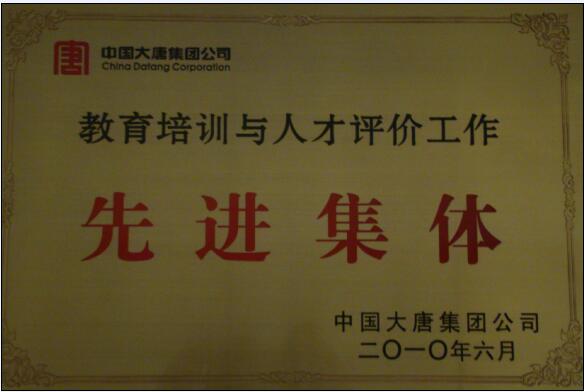 中国大唐集团公司
China Datang Corporation
教育培训与人才评价工作
先进集体
中国大唐集团公司
二〇一〇年六月